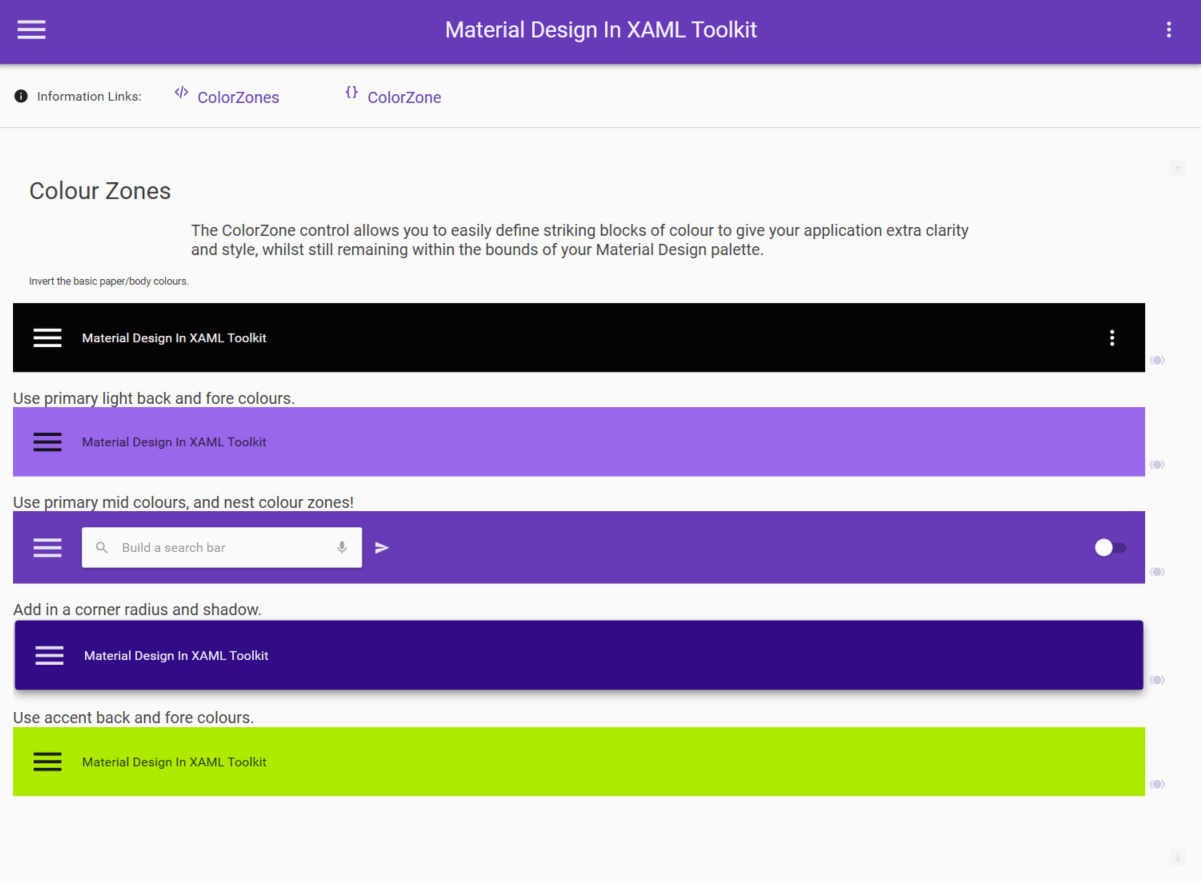 Material Design In XAML Toolkit
Information Links: </> ColorZones {} ColorZone
Colour Zones
The ColorZone control allows you to easily define striking blocks of colour to give your application extra clarity
and style, whilst still remaining within the bounds of your Material Design palette.
Invert the basic paper/body colours.
Material Design In XAML Toolkit
Use primary light back and fore colours.
Material Design In XAML Toolkit
Use primary mid colours, and nest colour zones!
Build a search bar
Add in a corner radius and shadow.
Material Design In XAML Toolkit
Use accent back and fore colours.
Material Design In XAML Toolkit